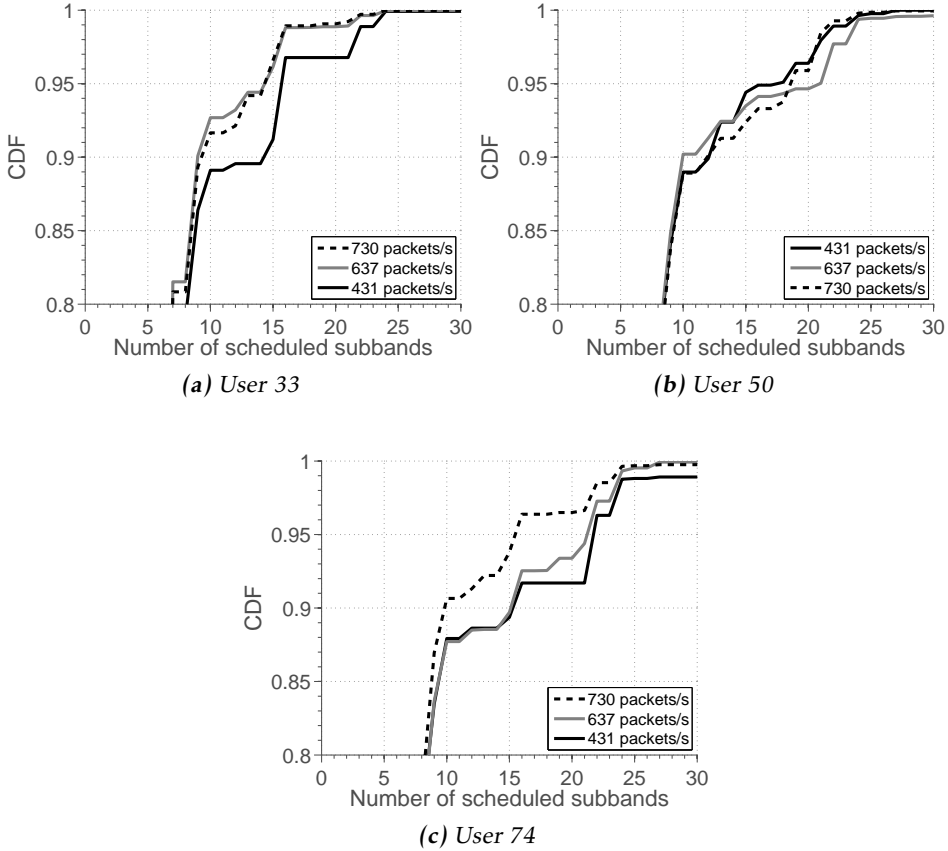 1
0.95
0.9
0.85
0.8
CDF
730 packets/s
637 packets/s
431 packets/s
0 5 10 15 20 25 30
Number of scheduled subbands
(a) User 33
1
0.95
0.9
0.85
0.8
CDF
431 packets/s
637 packets/s
730 packets/s
0 5 10 15 20 25 30
Number of scheduled subbands
(b) User 50
1
0.95
0.9
0.85
0.8
CDF
730 packets/s
637 packets/s
431 packets/s
0 5 10 15 20 25 30
Number of scheduled subbands
(c) User 74